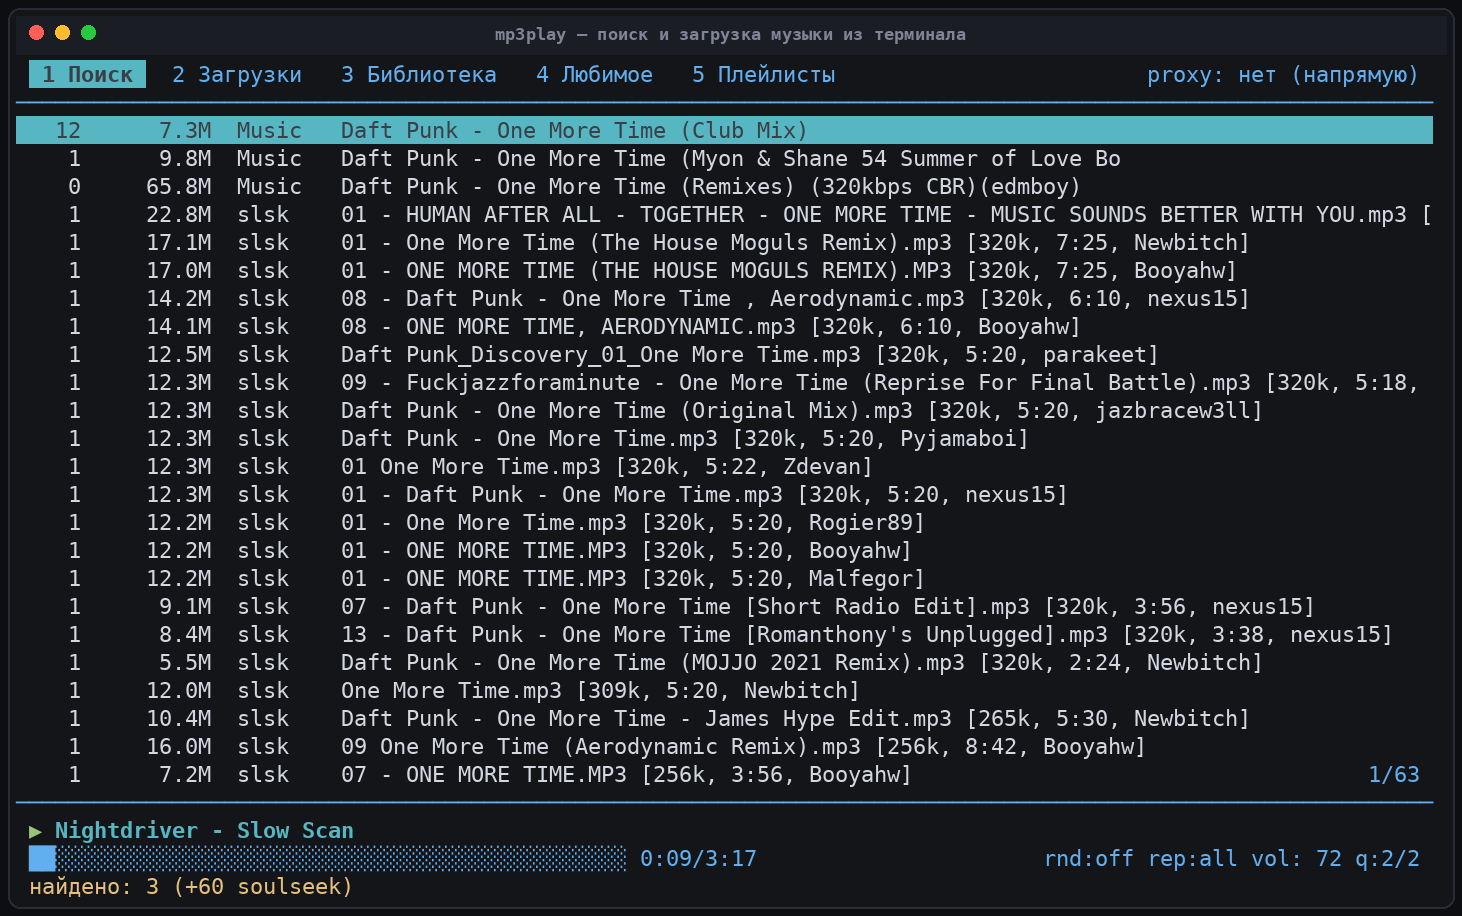 mp3play — поиск и загрузка музыки из терминала
1 Поиск 2 Загрузки 3 Библиотека 4 Любимое 5 Плейлисты proxy: нет (напрямую)
12 7.3M Music Daft Punk - One More Time (Club Mix)
1 9.8M Music Daft Punk - One More Time (Myon & Shane 54 Summer of Love Bo
0 65.8M Music Daft Punk - One More Time (Remixes) (320kbps CBR)(edmboy)
1 22.8M slsk 01 - HUMAN AFTER ALL - TOGETHER - ONE MORE TIME - MUSIC SOUNDS BETTER WITH YOU.mp3 [
1 17.1M slsk 01 - One More Time (The House Moguls Remix).mp3 [320k, 7:25, Newbitch]
1 17.0M slsk 01 - ONE MORE TIME (THE HOUSE MOGULS REMIX).MP3 [320k, 7:25, Booyahw]
1 14.2M slsk 08 - Daft Punk - One More Time , Aerodynamic.mp3 [320k, 6:10, nexus15]
1 14.1M slsk 08 - ONE MORE TIME, AERODYNAMIC.mp3 [320k, 6:10, Booyahw]
1 12.5M slsk Daft Punk_Discovery_01_One More Time.mp3 [320k, 5:20, parakeet]
1 12.3M slsk 09 - Fuckjazzforaminute - One More Time (Reprise For Final Battle).mp3 [320k, 5:18,
1 12.3M slsk Daft Punk - One More Time (Original Mix).mp3 [320k, 5:20, jazbracew3ll]
1 12.3M slsk Daft Punk - One More Time.mp3 [320k, 5:20, Pyjamaboi]
1 12.3M slsk 01 One More Time.mp3 [320k, 5:22, Zdevan]
1 12.3M slsk 01 - Daft Punk - One More Time.mp3 [320k, 5:20, nexus15]
1 12.2M slsk 01 - One More Time.mp3 [320k, 5:20, Rogier89]
1 12.2M slsk 01 - ONE MORE TIME.MP3 [320k, 5:20, Booyahw]
1 12.2M slsk 01 - ONE MORE TIME.MP3 [320k, 5:20, Malfegor]
1 9.1M slsk 07 - Daft Punk - One More Time [Short Radio Edit].mp3 [320k, 3:56, nexus15]
1 8.4M slsk 13 - Daft Punk - One More Time [Romanthony's Unplugged].mp3 [320k, 3:38, nexus15]
1 5.5M slsk Daft Punk - One More Time (MOJJO 2021 Remix).mp3 [320k, 2:24, Newbitch]
1 12.0M slsk One More Time.mp3 [309k, 5:20, Newbitch]
1 10.4M slsk Daft Punk - One More Time - James Hype Edit.mp3 [265k, 5:30, Newbitch]
1 16.0M slsk 09 One More Time (Aerodynamic Remix).mp3 [256k, 8:42, Booyahw]
1 7.2M slsk 07 - ONE MORE TIME.MP3 [256k, 3:56, Booyahw] 1/63
▶ Nightdriver - Slow Scan
0:09/3:17 rnd:off rep:all vol: 72 q:2/2
найдено: 3 (+60 soulseek)